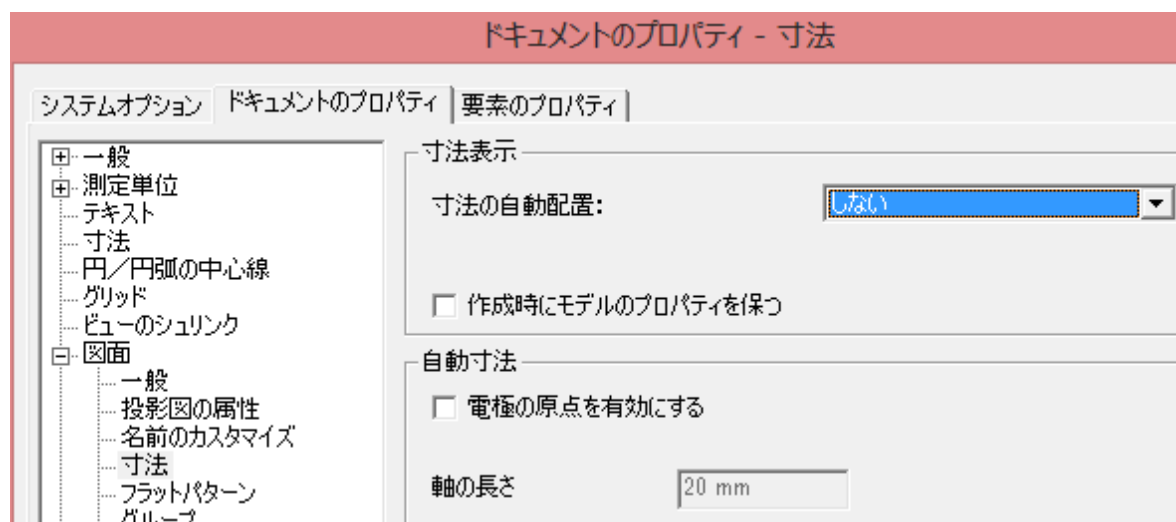 ドキュメントのプロパティ - 寸法
システムオプション ドキュメントのプロパティ 要素のプロパティ
一般
測定単位
テキスト
寸法
円／円弧の中心線
グリッド
ビューのシュリンク
図面
一般
投影図の属性
名前のカスタマイズ
寸法
フラットパターン
グループ
寸法表示
寸法の自動配置: しない
作成時にモデルのプロパティを保つ
自動寸法
電極の原点を有効にする
軸の長さ 20 mm